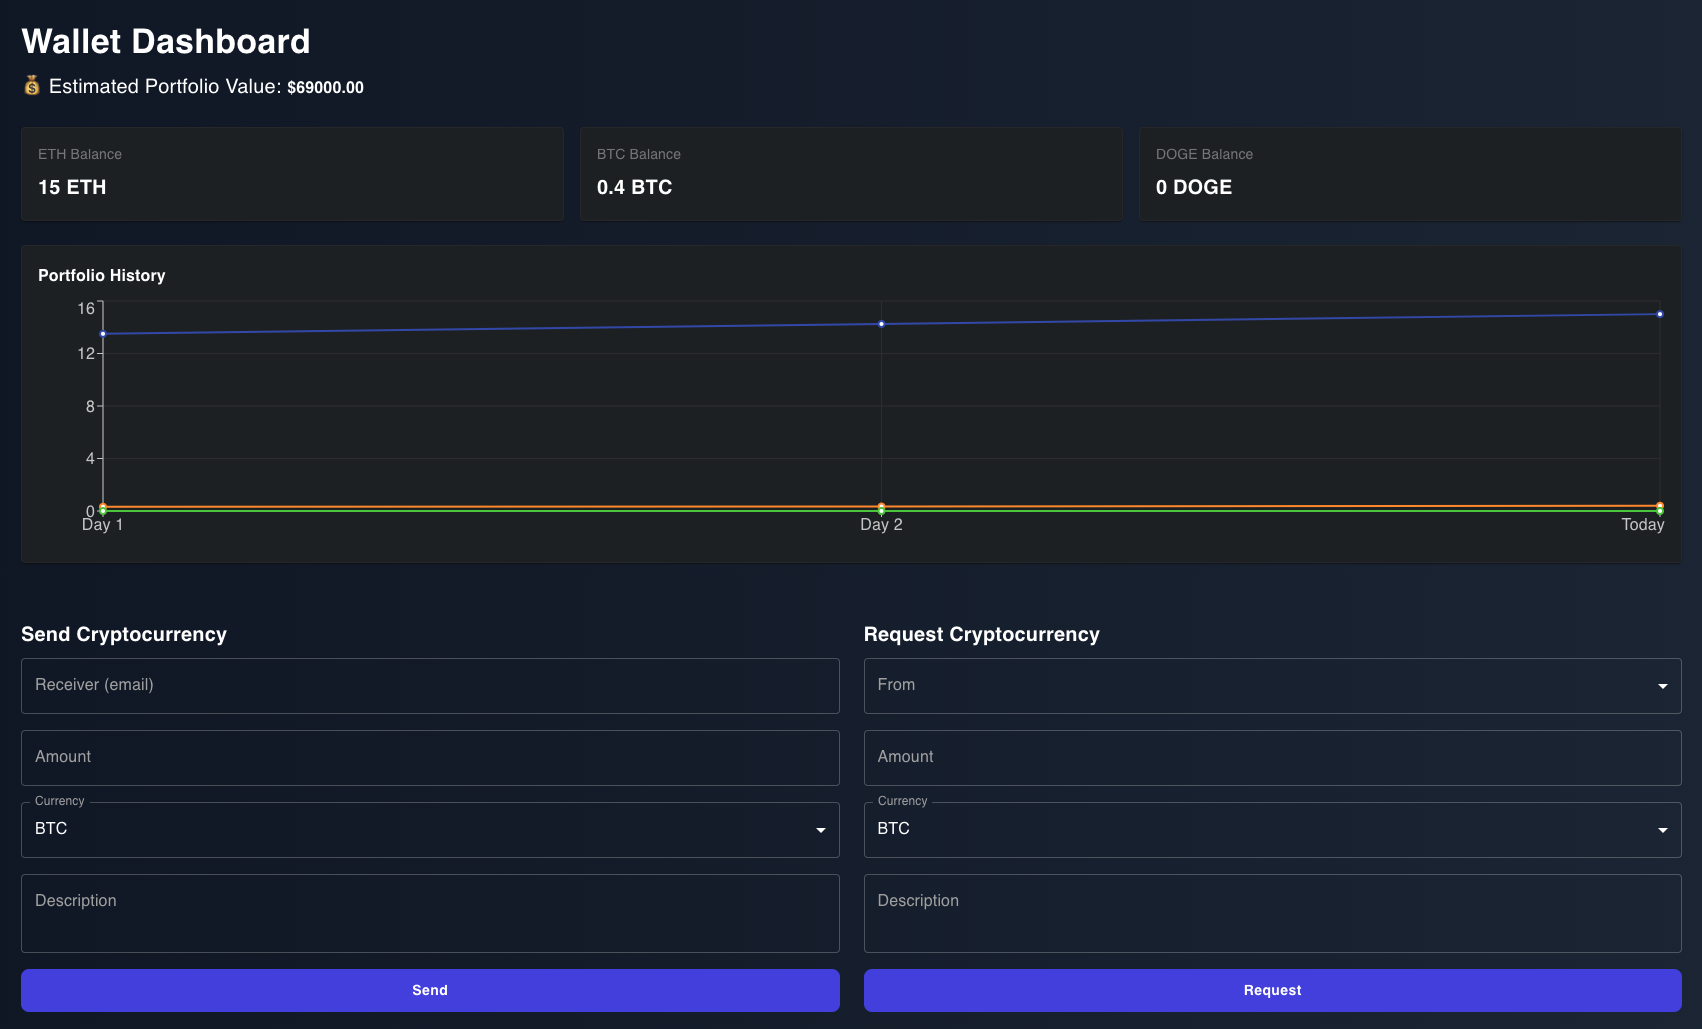 Wallet Dashboard
💰 Estimated Portfolio Value: $69000.00
ETH Balance
15 ETH
BTC Balance
0.4 BTC
DOGE Balance
0 DOGE
Portfolio History
16
12
8
4
0
Day 1
Day 2
Today
Send Cryptocurrency
Receiver (email)
Amount
Currency
BTC
Description
Send
Request Cryptocurrency
From
Amount
Currency
BTC
Description
Request